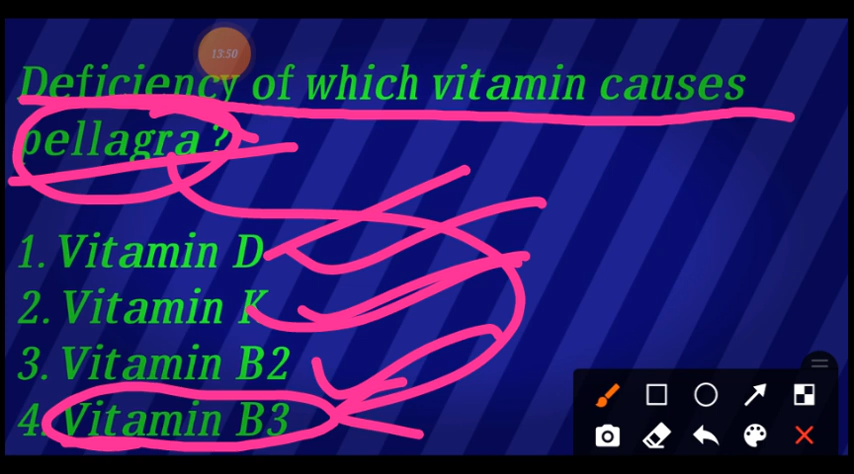 13:50
Deficiency of which vitamin causes
pellagra?
1. Vitamin D
2. Vitamin K
3. Vitamin B2
4. Vitamin B3